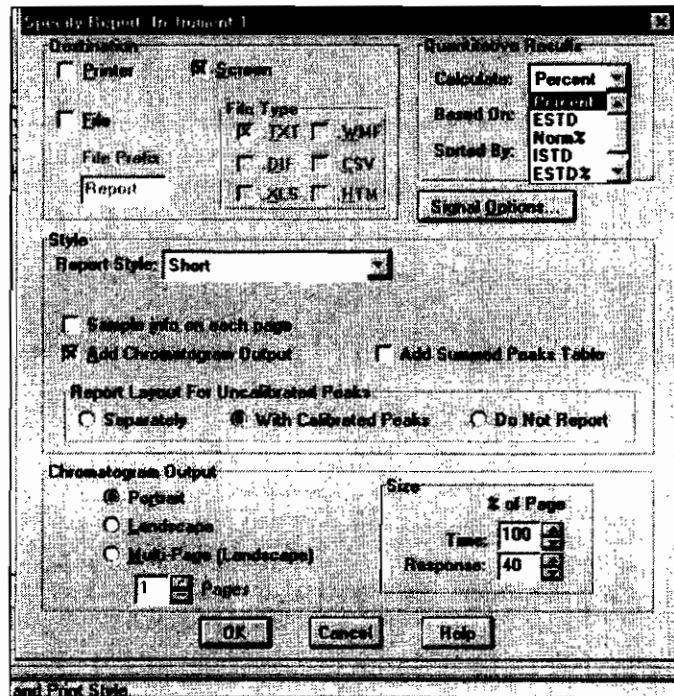 Specify Report: Instrument 1
Destination
Printer
Screen
File
File Prefix
Report
File Type
.TXT
.WMF
.DIF
.CSV
.XLS
.HTM
Quantitative Results
Calculate: Percent
Based On:
Sorted By:
Percent
ESTD
Norm%
ISTD
ESTD%
Signal Options...
Style
Report Style: Short
Sample info on each page
Add Chromatogram Output
Add Summed Peaks Table
Report Layout For Uncalibrated Peaks
Separately
With Calibrated Peaks
Do Not Report
Chromatogram Output
Portrait
Landscape
Multi-Page (Landscape)
1 Pages
Size
% of Page
Time: 100
Response: 40
OK
Cancel
Help
and Print Style